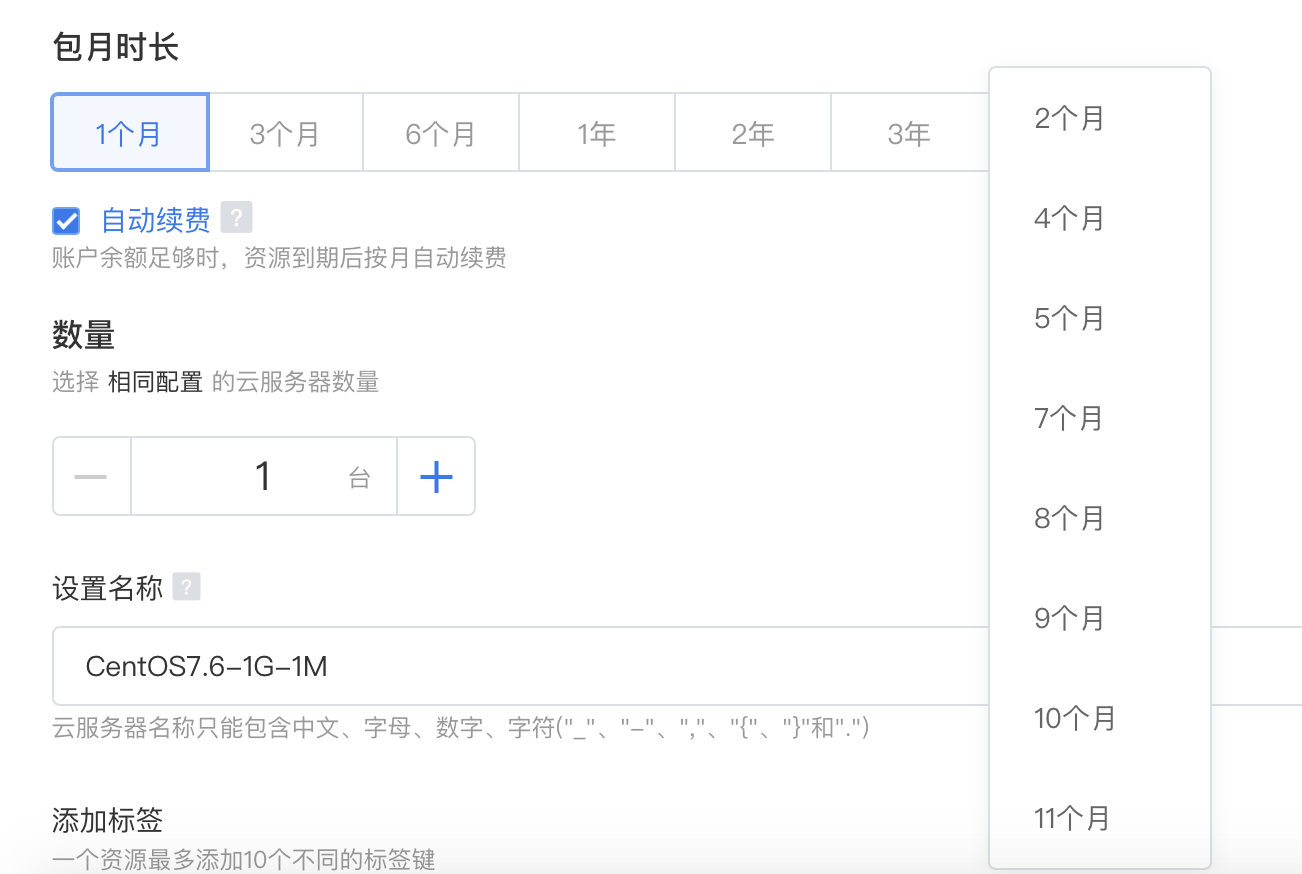 包月时长
1个月 3个月 6个月 1年 2年 3年
2个月
4个月
5个月
7个月
8个月
9个月
10个月
11个月
自动续费 ?
账户余额足够时，资源到期后按月自动续费
数量
选择 相同配置 的云服务器数量
1 台
设置名称 ?
CentOS7.6-1G-1M
云服务器名称只能包含中文、字母、数字、字符("_"、"-"、","、"{"、"}"和".")
添加标签
一个资源最多添加10个不同的标签键